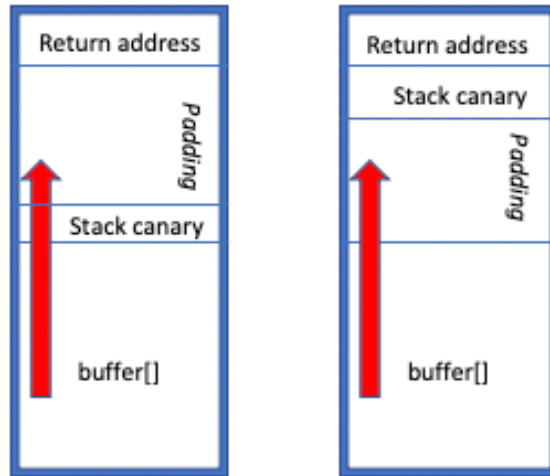 Return address
Padding
Stack canary
buffer[]
Return address
Stack canary
Padding
buffer[]